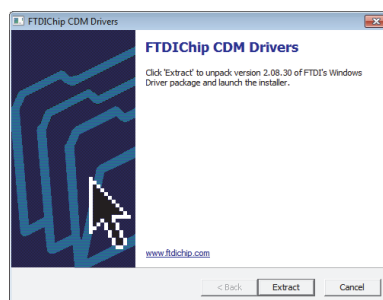 FTDIChip CDM Drivers
FTDIChip CDM Drivers
Click 'Extract' to unpack version 2.08.30 of FTDI's Windows
Driver package and launch the installer.
www.ftdichip.com
< Back Extract Cancel